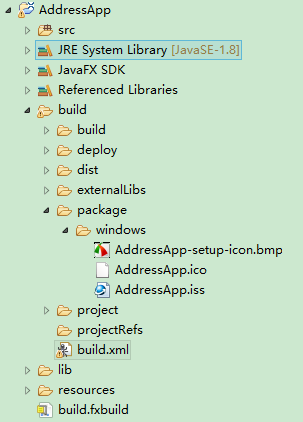 AddressApp
src
JRE System Library [JavaSE-1.8]
JavaFX SDK
Referenced Libraries
build
build
deploy
dist
externalLibs
package
windows
AddressApp-setup-icon.bmp
AddressApp.ico
AddressApp.iss
project
projectRefs
build.xml
lib
resources
build.fxbuild